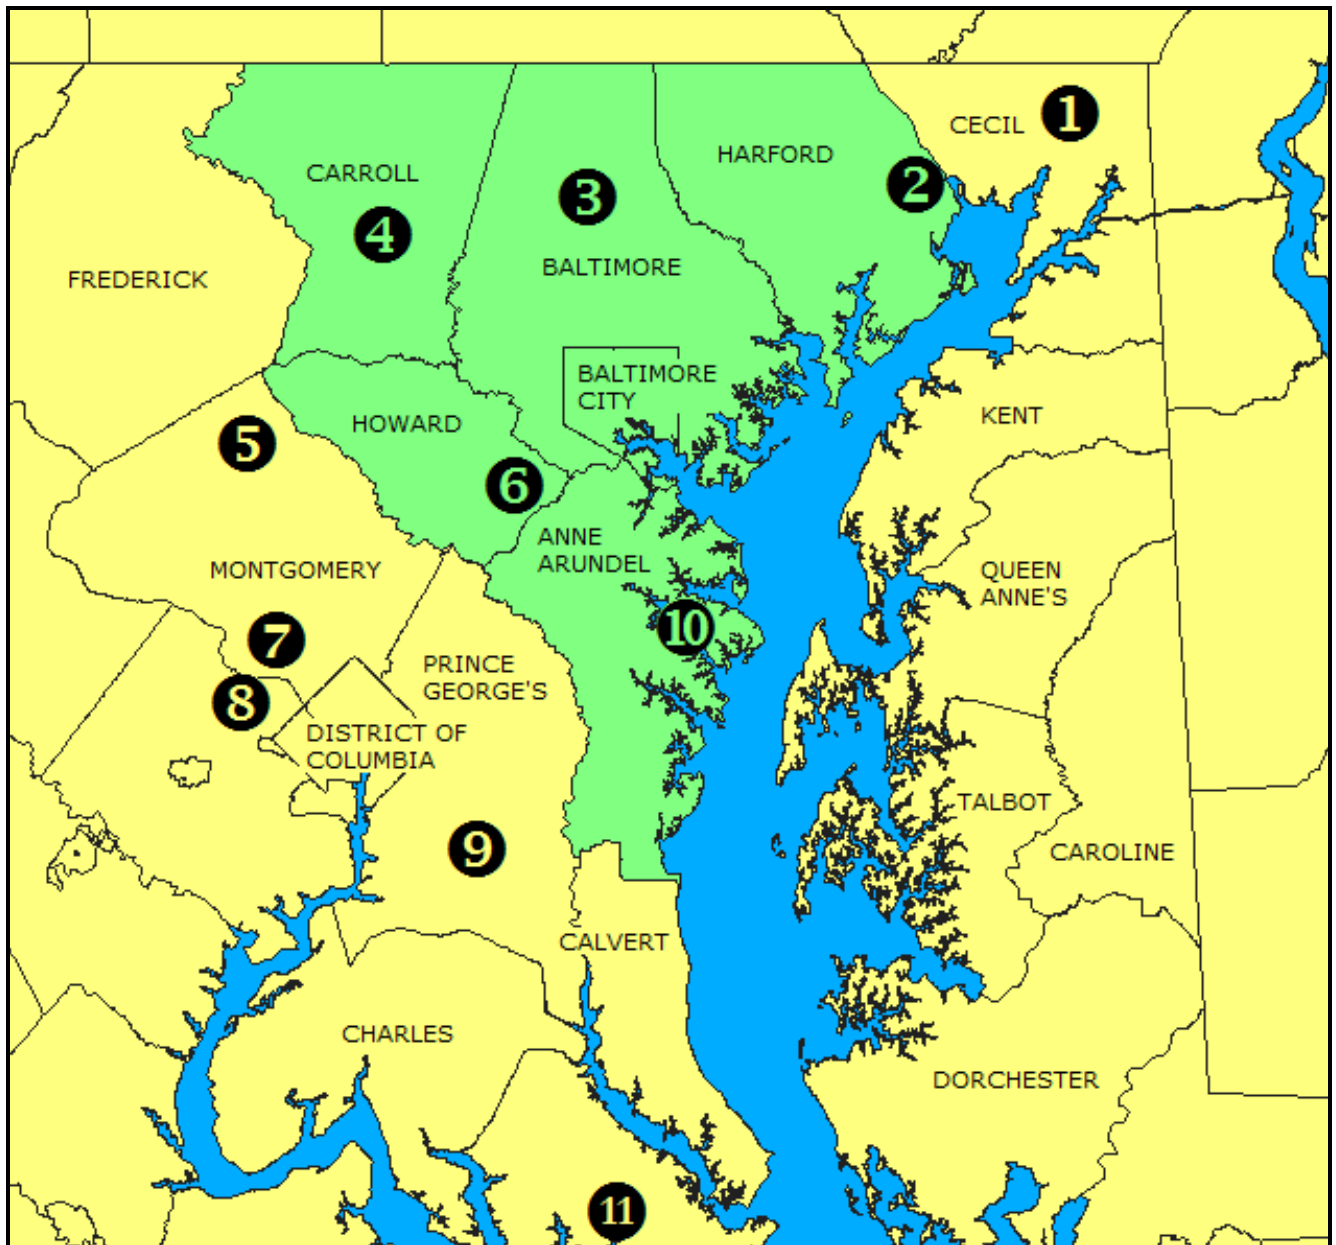 CECIL
1
HARFORD
2
CARROLL
3
4
BALTIMORE
FREDERICK
BALTIMORE
CITY
KENT
HOWARD
5
6
ANNE
ARUNDEL
MONTGOMERY
QUEEN
ANNE'S
7
10
PRINCE
GEORGE'S
8
DISTRICT OF
COLUMBIA
TALBOT
9
CAROLINE
CALVERT
CHARLES
DORCHESTER
11